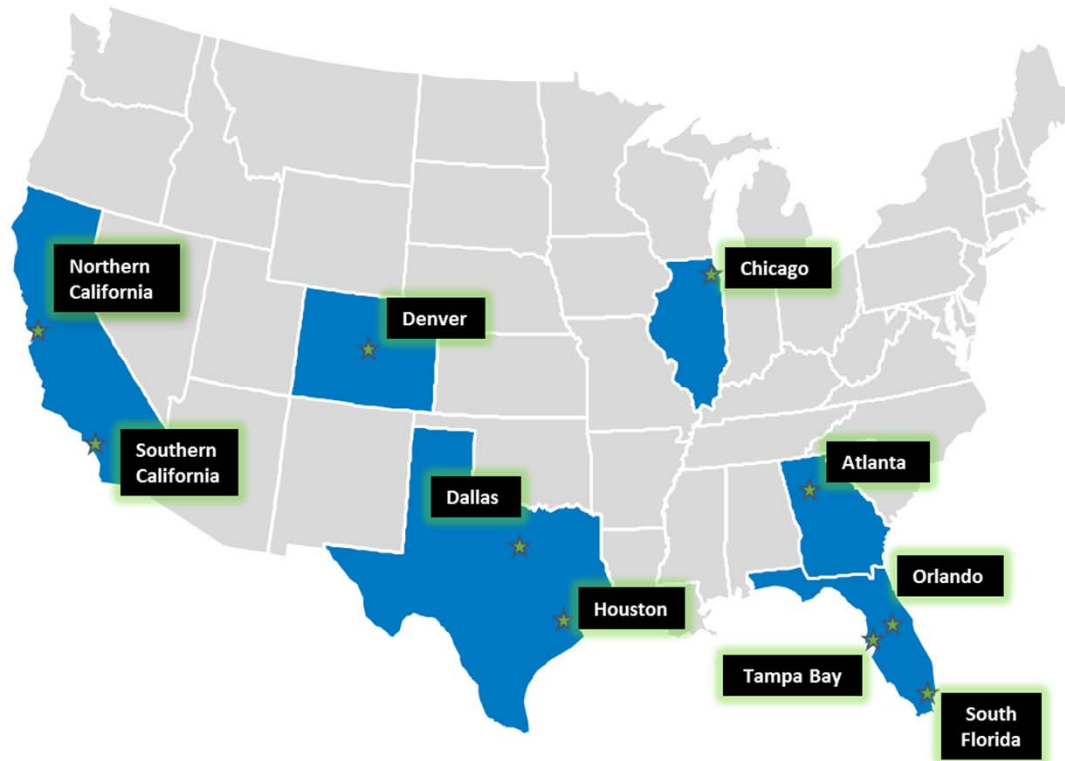 Northern
California
Chicago
Denver
Southern
California
Atlanta
Dallas
Orlando
Houston
Tampa Bay
South
Florida